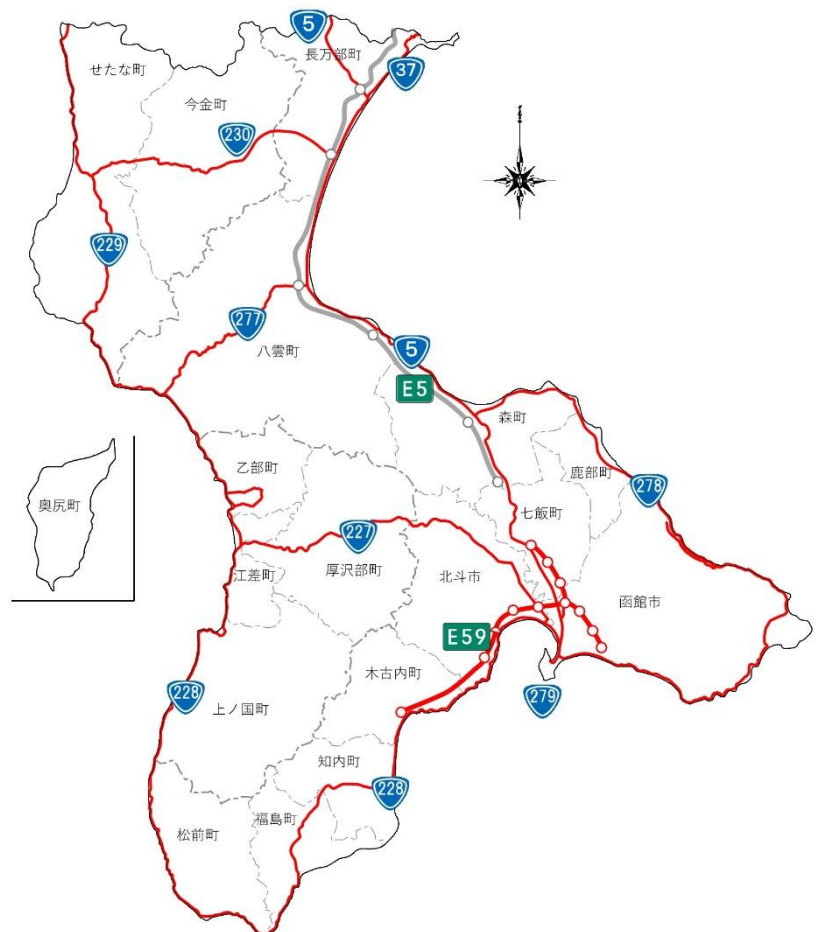 5
長万部町
37
せたな町
今金町
230
229
277
八雲町
5
E5
森町
鹿部町
278
乙部町
奥尻町
七飯町
227
江差町
厚沢部町
北斗市
函館市
E59
木古内町
279
228
上ノ国町
知内町
228
福島町
松前町